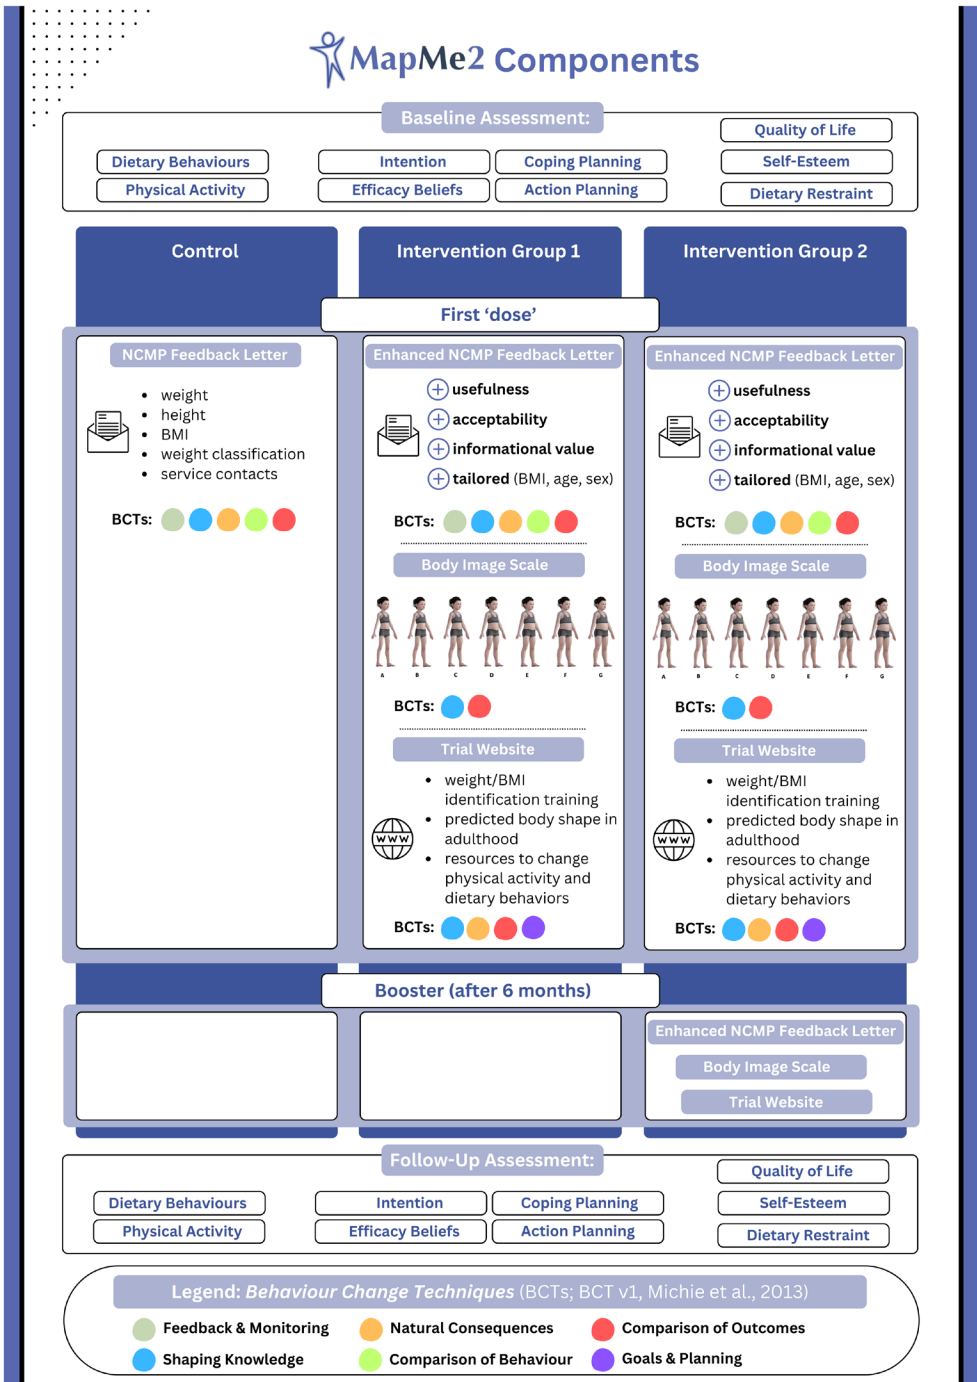 MapMe2 Components
Baseline Assessment:
Dietary Behaviours
Physical Activity
Intention
Efficacy Beliefs
Coping Planning
Action Planning
Quality of Life
Self-Esteem
Dietary Restraint
Control
Intervention Group 1
Intervention Group 2
First ‘dose’
NCMP Feedback Letter
• weight
• height
• BMI
• weight classification
• service contacts
BCTs:
Enhanced NCMP Feedback Letter
+ usefulness
+ acceptability
+ informational value
+ tailored (BMI, age, sex)
BCTs:
Body Image Scale
A B C D E F G
BCTs:
Trial Website
WWW
• weight/BMI
identification training
• predicted body shape in
adulthood
• resources to change
physical activity and
dietary behaviors
BCTs:
Enhanced NCMP Feedback Letter
+ usefulness
+ acceptability
+ informational value
+ tailored (BMI, age, sex)
BCTs:
Body Image Scale
A B C D E F G
BCTs:
Trial Website
WWW
• weight/BMI
identification training
• predicted body shape in
adulthood
• resources to change
physical activity and
dietary behaviors
BCTs:
Booster (after 6 months)
Enhanced NCMP Feedback Letter
Body Image Scale
Trial Website
Follow-Up Assessment:
Dietary Behaviours
Physical Activity
Intention
Efficacy Beliefs
Coping Planning
Action Planning
Quality of Life
Self-Esteem
Dietary Restraint
Legend: Behaviour Change Techniques (BCTs; BCT v1, Michie et al., 2013)
Feedback & Monitoring
Natural Consequences
Comparison of Outcomes
Shaping Knowledge
Comparison of Behaviour
Goals & Planning